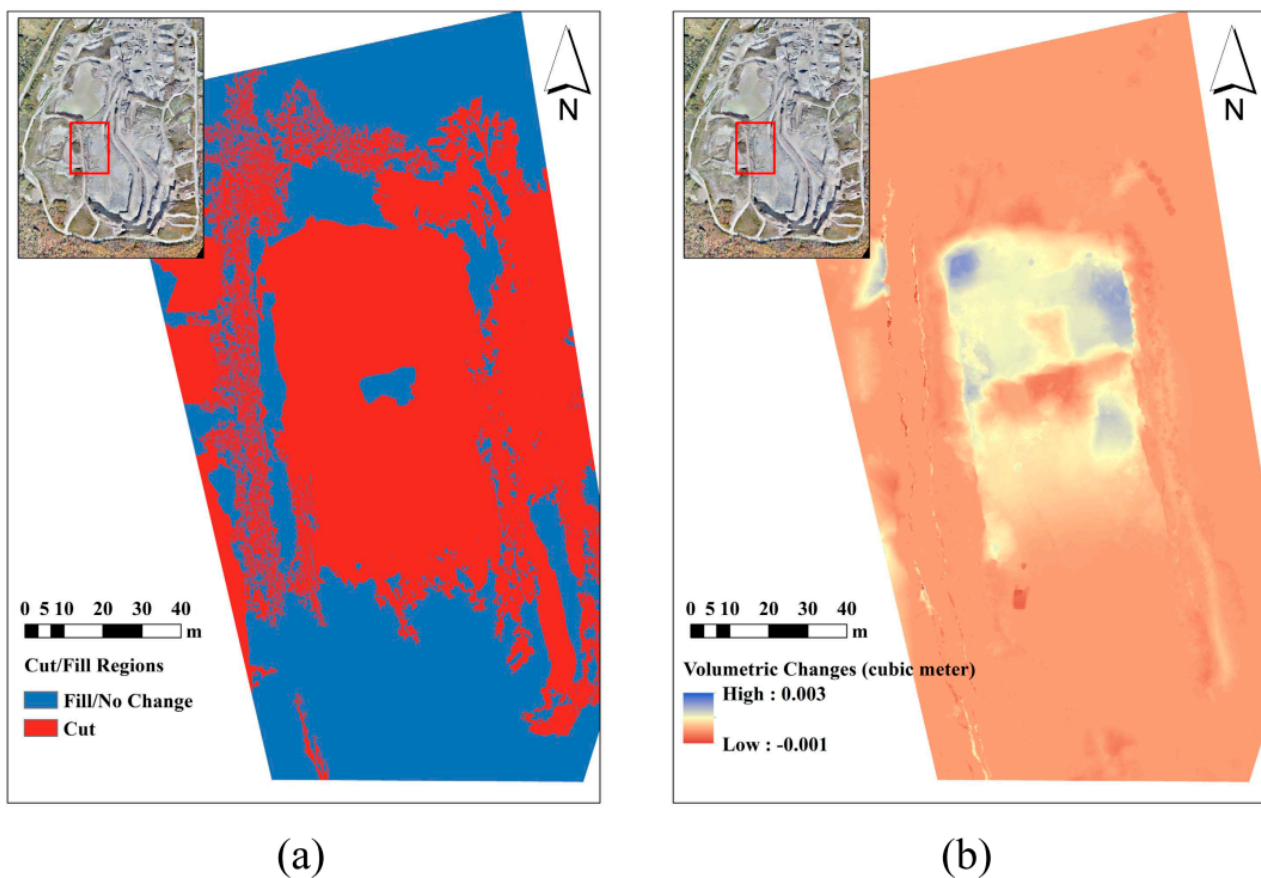 N
0 5 10 20 30 40
m
Cut/Fill Regions
Fill/No Change
Cut
(a)
N
0 5 10 20 30 40
m
Volumetric Changes (cubic meter)
High : 0.003
Low : -0.001
(b)